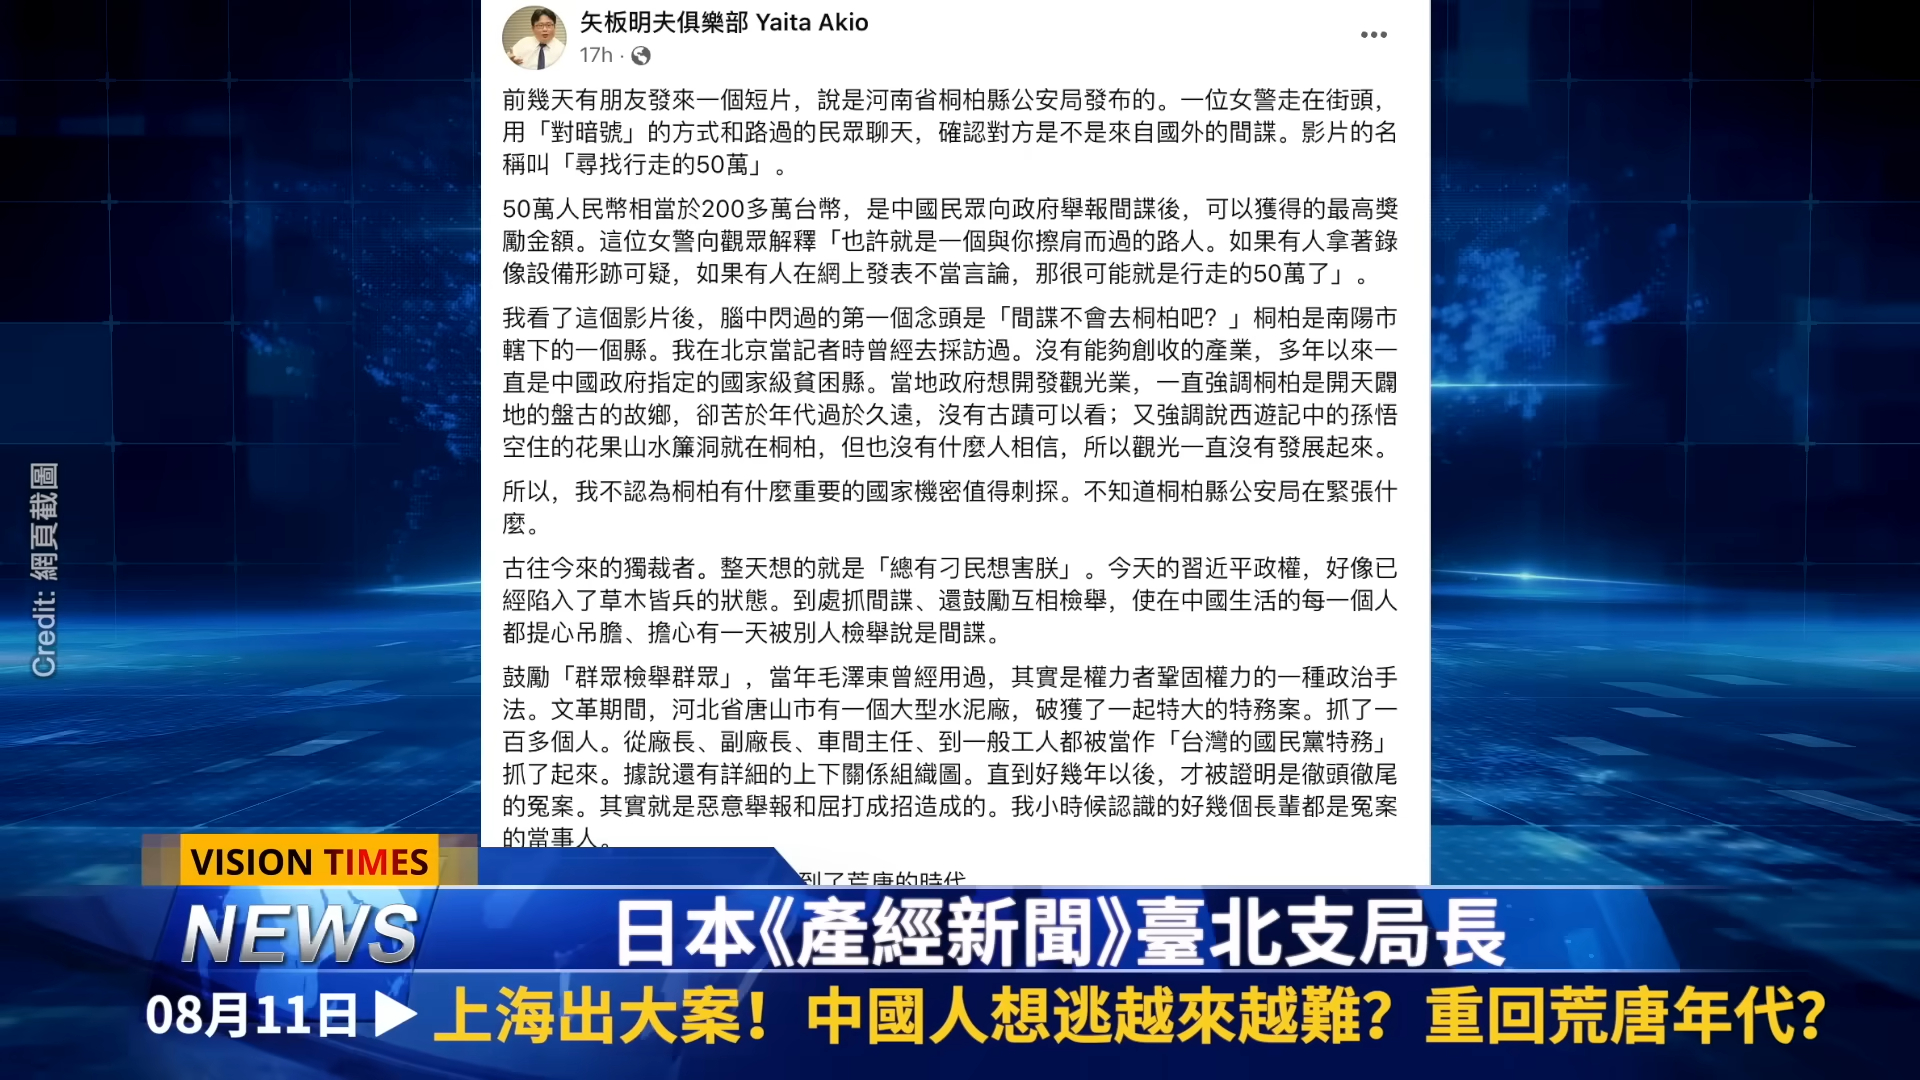 矢板明夫俱樂部 Yaita Akio
17h ·
前幾天有朋友發來一個短片，說是河南省桐柏縣公安局發布的。一位女警走在街頭，
用「對暗號」的方式和路過的民眾聊天，確認對方是不是來自國外的間諜。影片的名
稱叫「尋找行走的50萬」。
50萬人民幣相當於200多萬台幣，是中國民眾向政府舉報間諜後，可以獲得的最高獎
勵金額。這位女警向觀眾解釋「也許就是一個與你擦肩而過的路人。如果有人拿著錄
像設備形跡可疑，如果有人在網上發表不當言論，那很可能就是行走的50萬了」。
我看了這個影片後，腦中閃過的第一個念頭是「間諜不會去桐柏吧？」桐柏是南陽市
轄下的一個縣。我在北京當記者時曾經去採訪過。沒有能夠創收的產業，多年以來一
直是中國政府指定的國家級貧困縣。當地政府想開發觀光業，一直強調桐柏是開天闢
地的盤古的故鄉，卻苦於年代過於久遠，沒有古蹟可以看；又強調說西遊記中的孫悟
空住的花果山水簾洞就在桐柏，但也沒有什麼人相信，所以觀光一直沒有發展起來。
所以，我不認為桐柏有什麼重要的國家機密值得刺探。不知道桐柏縣公安局在緊張什
麼。
古往今來的獨裁者。整天想的就是「總有刁民想害朕」。今天的習近平政權，好像已
經陷入了草木皆兵的狀態。到處抓間諜、還鼓勵互相檢舉，使在中國生活的每一個人
都提心吊膽、擔心有一天被別人檢舉說是間諜。
鼓勵「群眾檢舉群眾」，當年毛澤東曾經用過，其實是權力者鞏固權力的一種政治手
法。文革期間，河北省唐山市有一個大型水泥廠，破獲了一起特大的特務案。抓了一
百多個人。從廠長、副廠長、車間主任、到一般工人都被當作「台灣的國民黨特務」
抓了起來。據說還有詳細的上下關係組織圖。直到好幾年以後，才被證明是徹頭徹尾
的冤案。其實就是惡意舉報和屈打成招造成的。我小時候認識的好幾個長輩都是冤案
的當事人。
到了荒唐的時代
Credit: 網頁截圖
VISION TIMES
NEWS
日本《產經新聞》臺北支局長
08月11日
上海出大案！中國人想逃越來越難？重回荒唐年代？